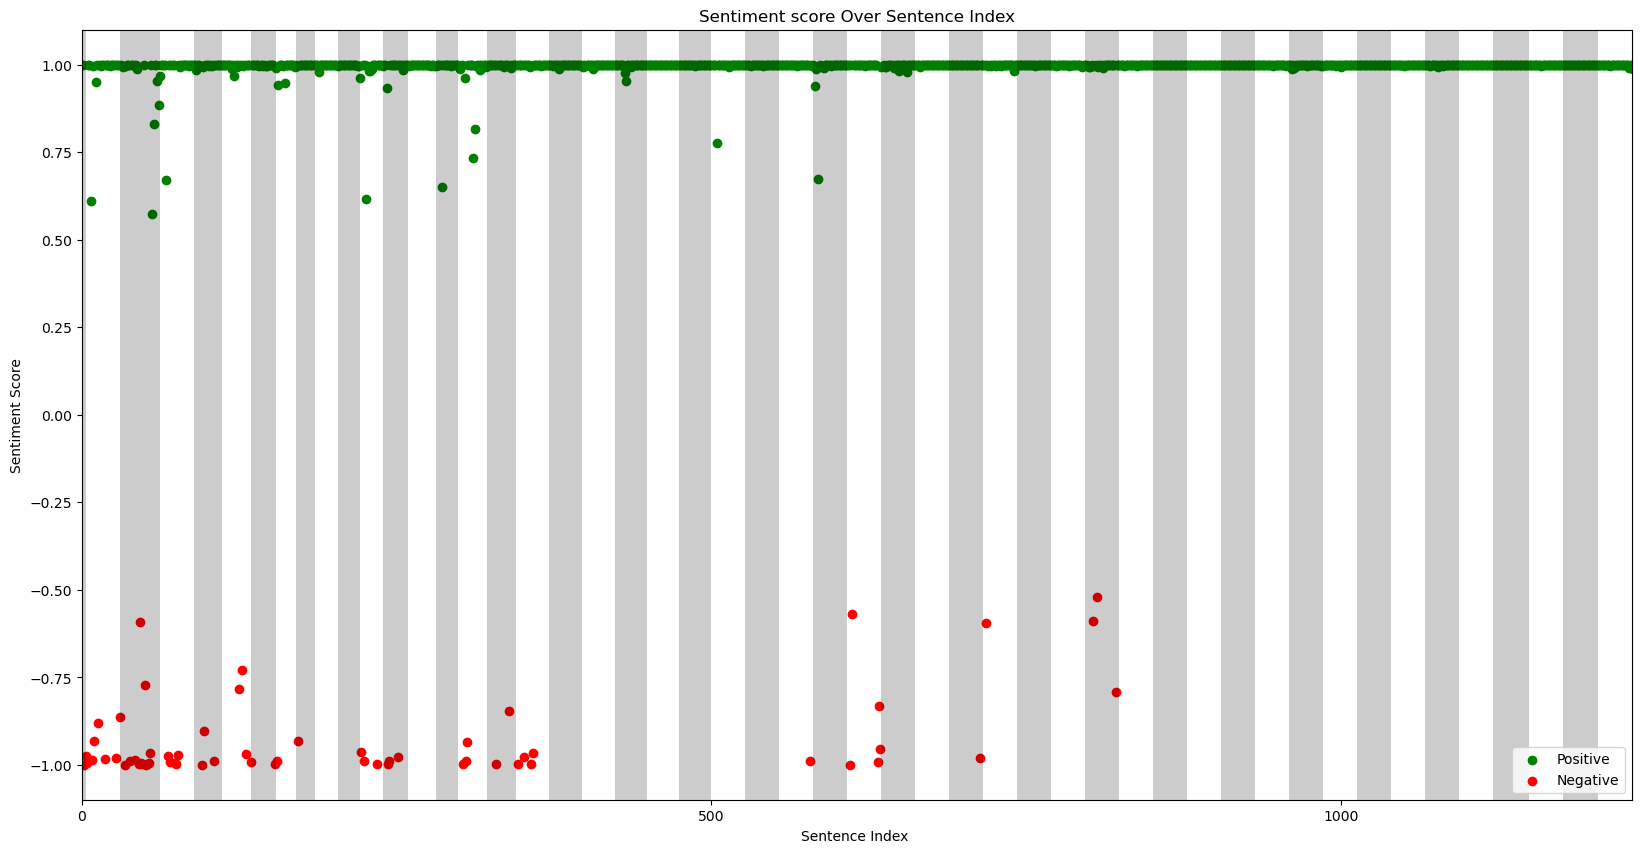 Sentiment score Over Sentence Index
Sentiment Score
1.00
0.75
0.50
0.25
0.00
−0.25
−0.50
−0.75
−1.00
0
500
1000
Sentence Index
Positive
Negative